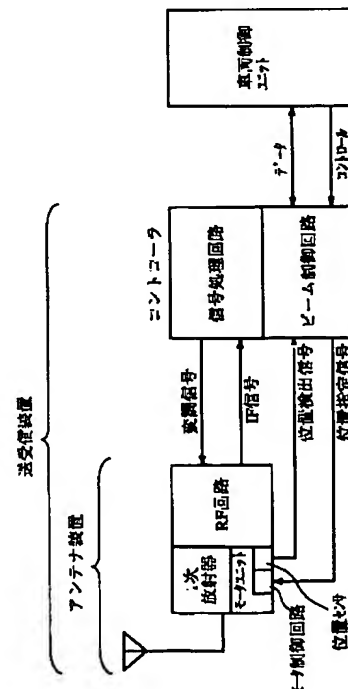 送受信装置
アンテナ装置
コントローラ
次
放射器
RF回路
モータユニット
変調信号
IF信号
信号処理回路
ビーム制御回路
位置検出信号
位置指定信号
データ
コントロール
車両制御
ユニット
位置センサ
タ制御回路